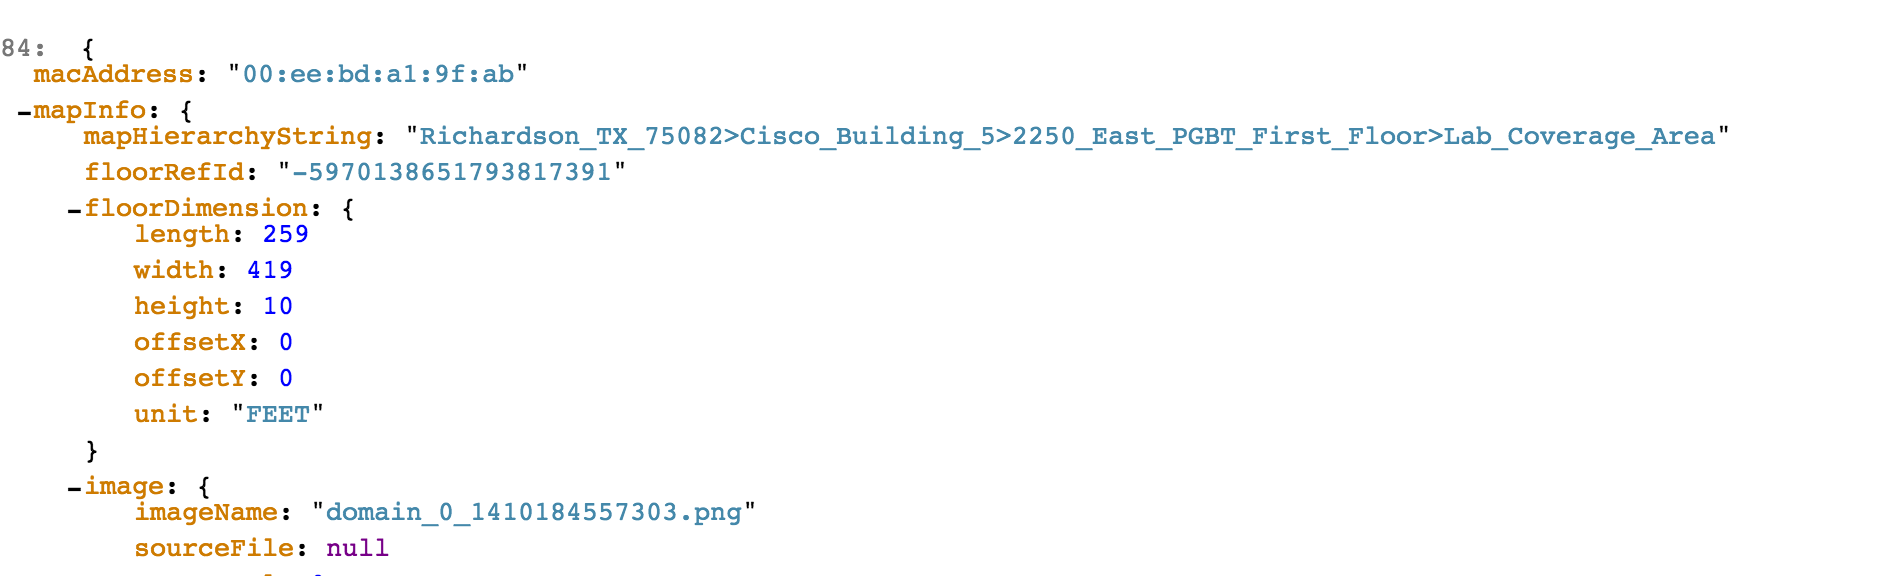 84: {
macAddress: "00:ee:bd:a1:9f:ab"
-mapInfo: {
mapHierarchyString: "Richardson_TX_75082>Cisco_Building_5>2250_East_PGBT_First_Floor>Lab_Coverage_Area"
floorRefId: "-5970138651793817391"
-floorDimension: {
length: 259
width: 419
height: 10
offsetX: 0
offsetY: 0
unit: "FEET"
}
-image: {
imageName: "domain_0_1410184557303.png"
sourceFile: null